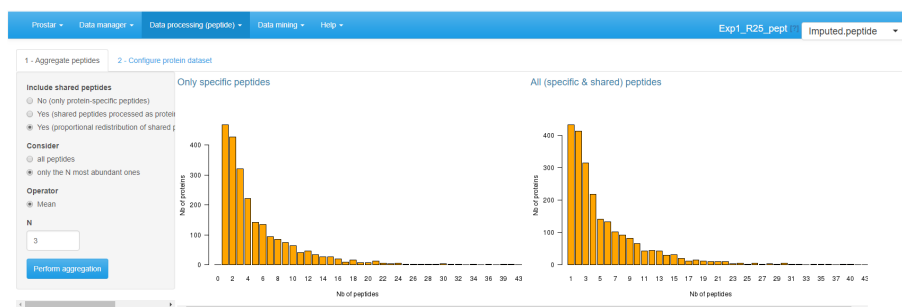 Prostar Data manager Data processing (peptide) Data mining Help Exp1_R25_pept Imputed.peptide
1 - Aggregate peptides 2 - Configure protein dataset
Include shared peptides
No (only protein-specific peptides)
Yes (shared peptides processed as protei
Yes (proportional redistribution of shared p
Consider
all peptides
only the N most abundant ones
Operator
Mean
N
3
Perform aggregation
Only specific peptides
Nb of proteins
400
300
200
100
0
0 2 4 6 8 10 12 14 16 18 20 22 24 26 28 30 32 34 36 39 43
Nb of peptides
All (specific & shared) peptides
Nb of proteins
400
300
200
100
0
1 3 5 7 9 11 13 15 17 19 21 23 25 27 29 31 33 35 37 40 43
Nb of peptides